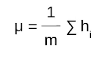 μ = 1/m ∑ hᵢ